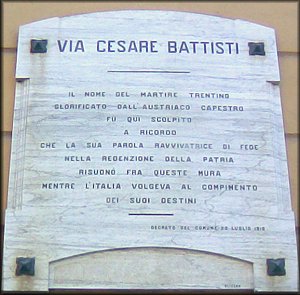 VIA CESARE BATTISTI
IL NOME DEL MARTIRE TRENTINO
GLORIFICATO DALL'AUSTRIACO CAPESTRO
FÙ QUI SCOLPITO
A RICORDO
CHE LA SUA PAROLA RAVVIVATRICE DI FEDE
NELLA REDENZIONE DELLA PATRIA
RISUONÒ FRA QUESTE MURA
MENTRE L'ITALIA VOLGEVA AL COMPIMENTO
DEI SUOI DESTINI
DECRETO DEL COMUNE 20 LUGLIO 1916